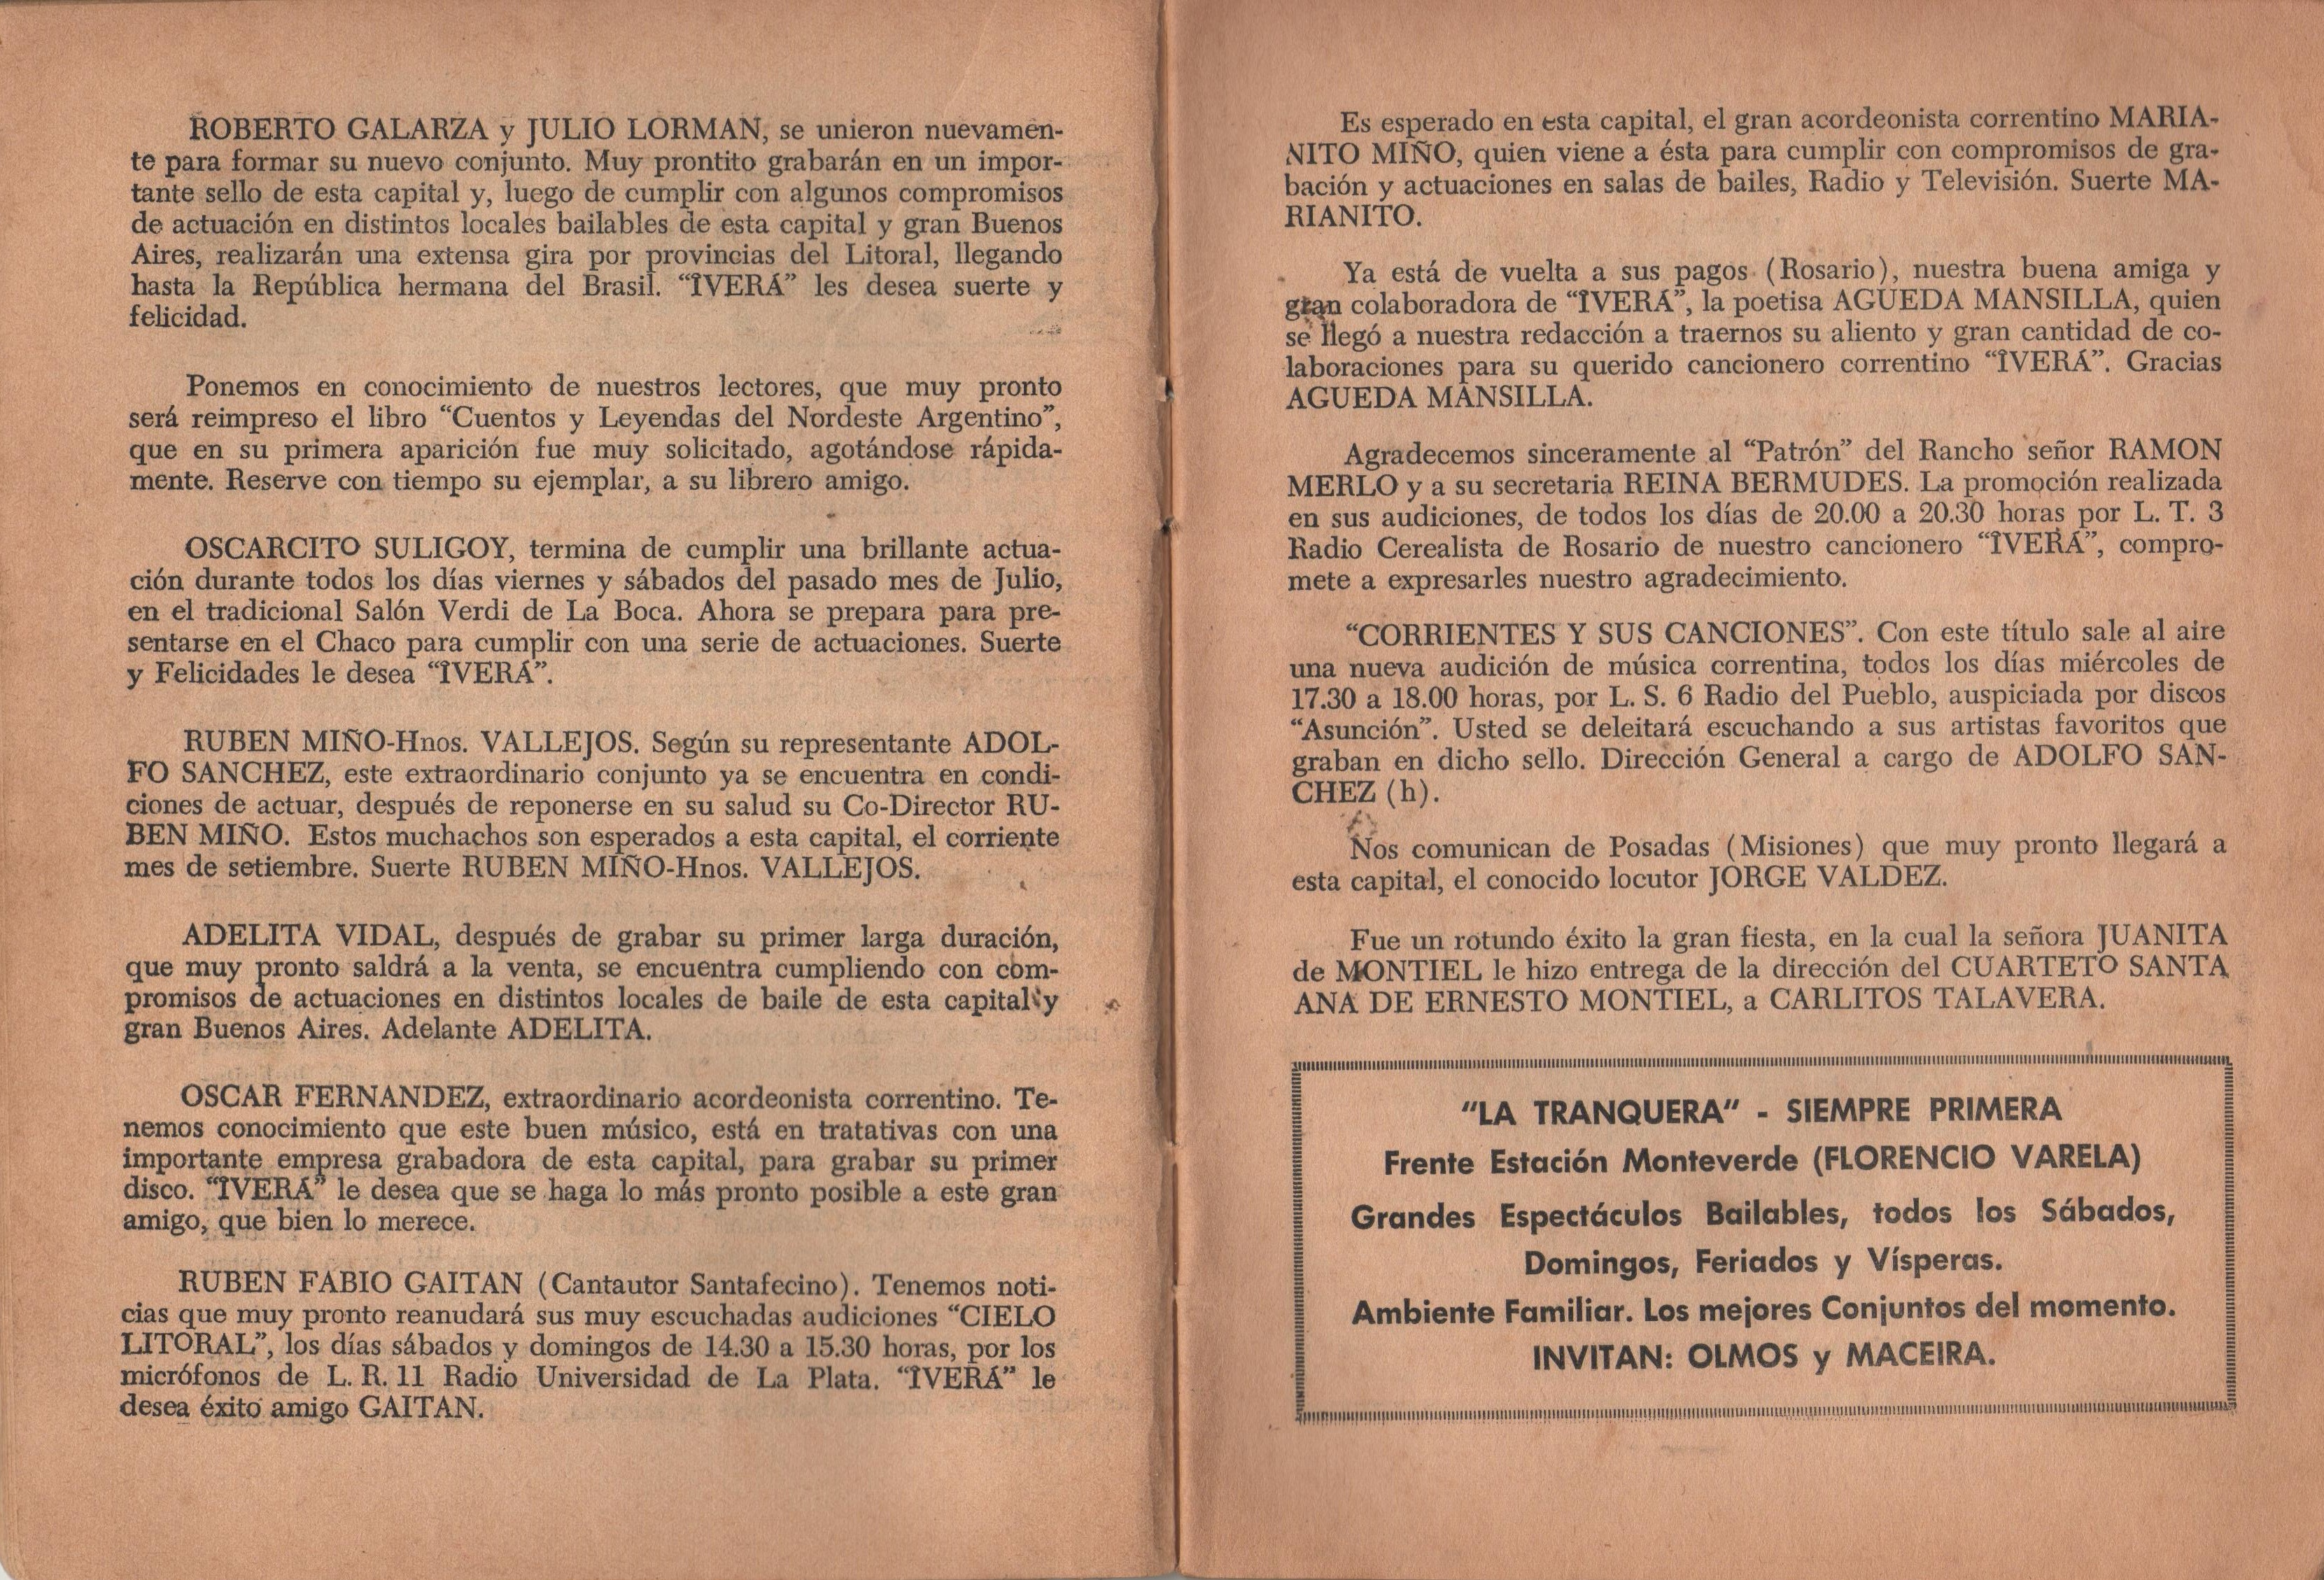 ROBERTO GALARZA y JULIO LORMAN, se unieron nuevamen-
te para formar su nuevo conjunto. Muy prontito grabarán en un impor-
tante sello de esta capital y, luego de cumplir con algunos compromisos
de actuación en distintos locales bailables de esta capital y gran Buenos
Aires, realizarán una extensa gira por provincias del Litoral, llegando
hasta la República hermana del Brasil. “ÎVERÁ” les desea suerte y
felicidad.
Ponemos en conocimiento de nuestros lectores, que muy pronto
será reimpreso el libro “Cuentos y Leyendas del Nordeste Argentino”,
que en su primera aparición fue muy solicitado, agotándose rápida-
mente. Reserve con tiempo su ejemplar, a su librero amigo.
OSCARCITO SULIGOY, termina de cumplir una brillante actua-
ción durante todos los días viernes y sábados del pasado mes de Julio,
en el tradicional Salón Verdi de La Boca. Ahora se prepara para pre-
sentarse en el Chaco para cumplir con una serie de actuaciones. Suerte
y Felicidades le desea “ÎVERÁ”.
RUBEN MIÑO-Hnos. VALLEJOS. Según su representante ADOL-
FO SANCHEZ, este extraordinario conjunto ya se encuentra en condi-
ciones de actuar, después de reponerse en su salud su Co-Director RU-
BEN MIÑO. Estos muchachos son esperados a esta capital, el corriente
mes de setiembre. Suerte RUBEN MIÑO-Hnos. VALLEJOS.
ADELITA VIDAL, después de grabar su primer larga duración,
que muy pronto saldrá a la venta, se encuentra cumpliendo con com-
promisos de actuaciones en distintos locales de baile de esta capital y
gran Buenos Aires. Adelante ADELITA.
OSCAR FERNANDEZ, extraordinario acordeonista correntino. Te-
nemos conocimiento que este buen músico, está en tratativas con una
importante empresa grabadora de esta capital, para grabar su primer
disco. “ÎVERÁ” le desea que se haga lo más pronto posible a este gran
amigo, que bien lo merece.
RUBEN FABIO GAITAN (Cantautor Santafecino). Tenemos noti-
cias que muy pronto reanudará sus muy escuchadas audiciones “CIELO
LITORAL”, los días sábados y domingos de 14.30 a 15.30 horas, por los
micrófonos de L. R. 11 Radio Universidad de La Plata. “ÎVERÁ” le
desea éxito amigo GAITAN.
Es esperado en esta capital, el gran acordeonista correntino MARIA-
NITO MIÑO, quien viene a ésta para cumplir con compromisos de gra-
bación y actuaciones en salas de bailes, Radio y Televisión. Suerte MA-
RIANITO.
Ya está de vuelta a sus pagos (Rosario), nuestra buena amiga y
gran colaboradora de “ÎVERÁ”, la poetisa AGUEDA MANSILLA, quien
se llegó a nuestra redacción a traernos su aliento y gran cantidad de co-
laboraciones para su querido cancionero correntino “ÎVERÁ”. Gracias
AGUEDA MANSILLA.
Agradecemos sinceramente al “Patrón” del Rancho señor RAMON
MERLO y a su secretaria REINA BERMUDES. La promoción realizada
en sus audiciones, de todos los días de 20.00 a 20.30 horas por L. T. 3
Radio Cerealista de Rosario de nuestro cancionero “ÎVERÁ”, compro-
mete a expresarles nuestro agradecimiento.
“CORRIENTES Y SUS CANCIONES”. Con este título sale al aire
una nueva audición de música correntina, todos los días miércoles de
17.30 a 18.00 horas, por L. S. 6 Radio del Pueblo, auspiciada por discos
“Asunción”. Usted se deleitará escuchando a sus artistas favoritos que
graban en dicho sello. Dirección General a cargo de ADOLFO SAN-
CHEZ (h).
Nos comunican de Posadas (Misiones) que muy pronto llegará a
esta capital, el conocido locutor JORGE VALDEZ.
Fue un rotundo éxito la gran fiesta, en la cual la señora JUANITA
de MONTIEL le hizo entrega de la dirección del CUARTETO SANTA
ANA DE ERNESTO MONTIEL, a CARLITOS TALAVERA.
“LA TRANQUERA” - SIEMPRE PRIMERA
Frente Estación Monteverde (FLORENCIO VARELA)
Grandes Espectáculos Bailables, todos los Sábados,
Domingos, Feriados y Vísperas.
Ambiente Familiar. Los mejores Conjuntos del momento.
INVITAN: OLMOS y MACEIRA.